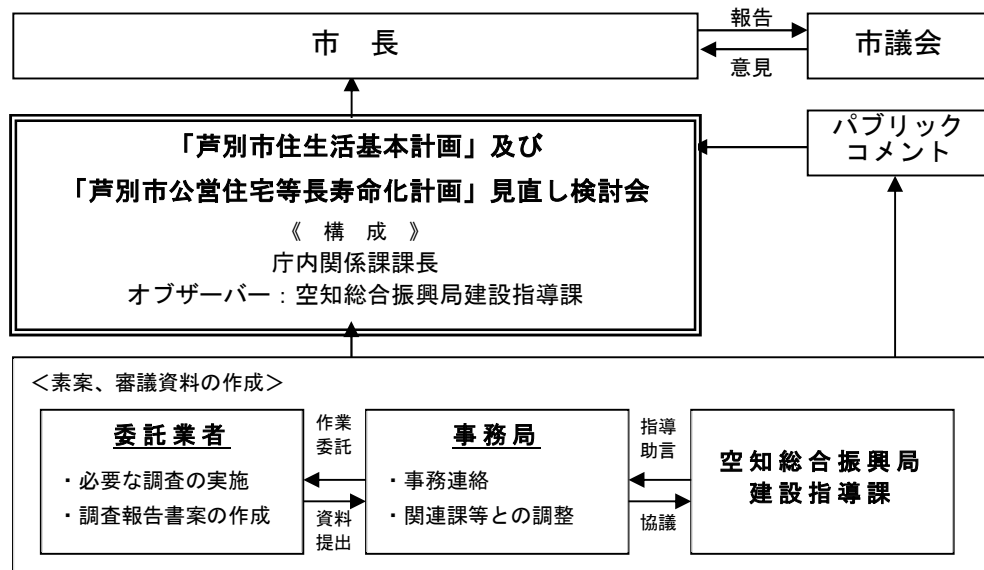 市 長
報告
意見
市議会
「芦別市住生活基本計画」及び
「芦別市公営住宅等長寿命化計画」見直し検討会
《 構 成 》
庁内関係課課長
オブザーバー：空知総合振興局建設指導課
パブリック
コメント
＜素案、審議資料の作成＞
委託業者
・必要な調査の実施
・調査報告書案の作成
作業
委託
資料
提出
事務局
・事務連絡
・関連課等との調整
指導
助言
協議
空知総合振興局
建設指導課